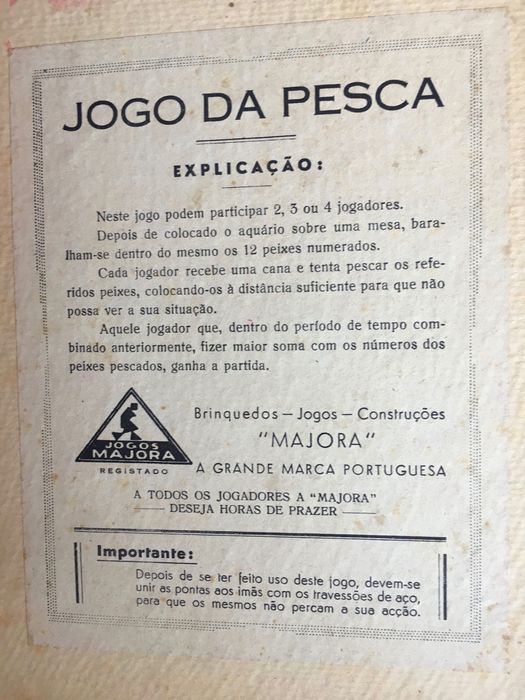 JOGO DA PESCA
EXPLICAÇÃO:
Neste jogo podem participar 2, 3 ou 4 jogadores.
Depois de colocado o aquário sobre uma mesa, bara-
lham-se dentro do mesmo os 12 peixes numerados.
Cada jogador recebe uma cana e tenta pescar os refe-
ridos peixes, colocando-os à distância suficiente para que não
possa ver a sua situação.
Aquele jogador que, dentro do período de tempo com-
binado anteriormente, fizer maior soma com os números dos
peixes pescados, ganha a partida.
JOGOS
MAJORA
REGISTADO
Brinquedos — Jogos — Construções
"MAJORA"
A GRANDE MARCA PORTUGUESA
A TODOS OS JOGADORES A "MAJORA"
DESEJA HORAS DE PRAZER
Importante:
Depois de se ter feito uso deste jogo, devem-se
unir as pontas aos imãs com os travessões de aço,
para que os mesmos não percam a sua acção.